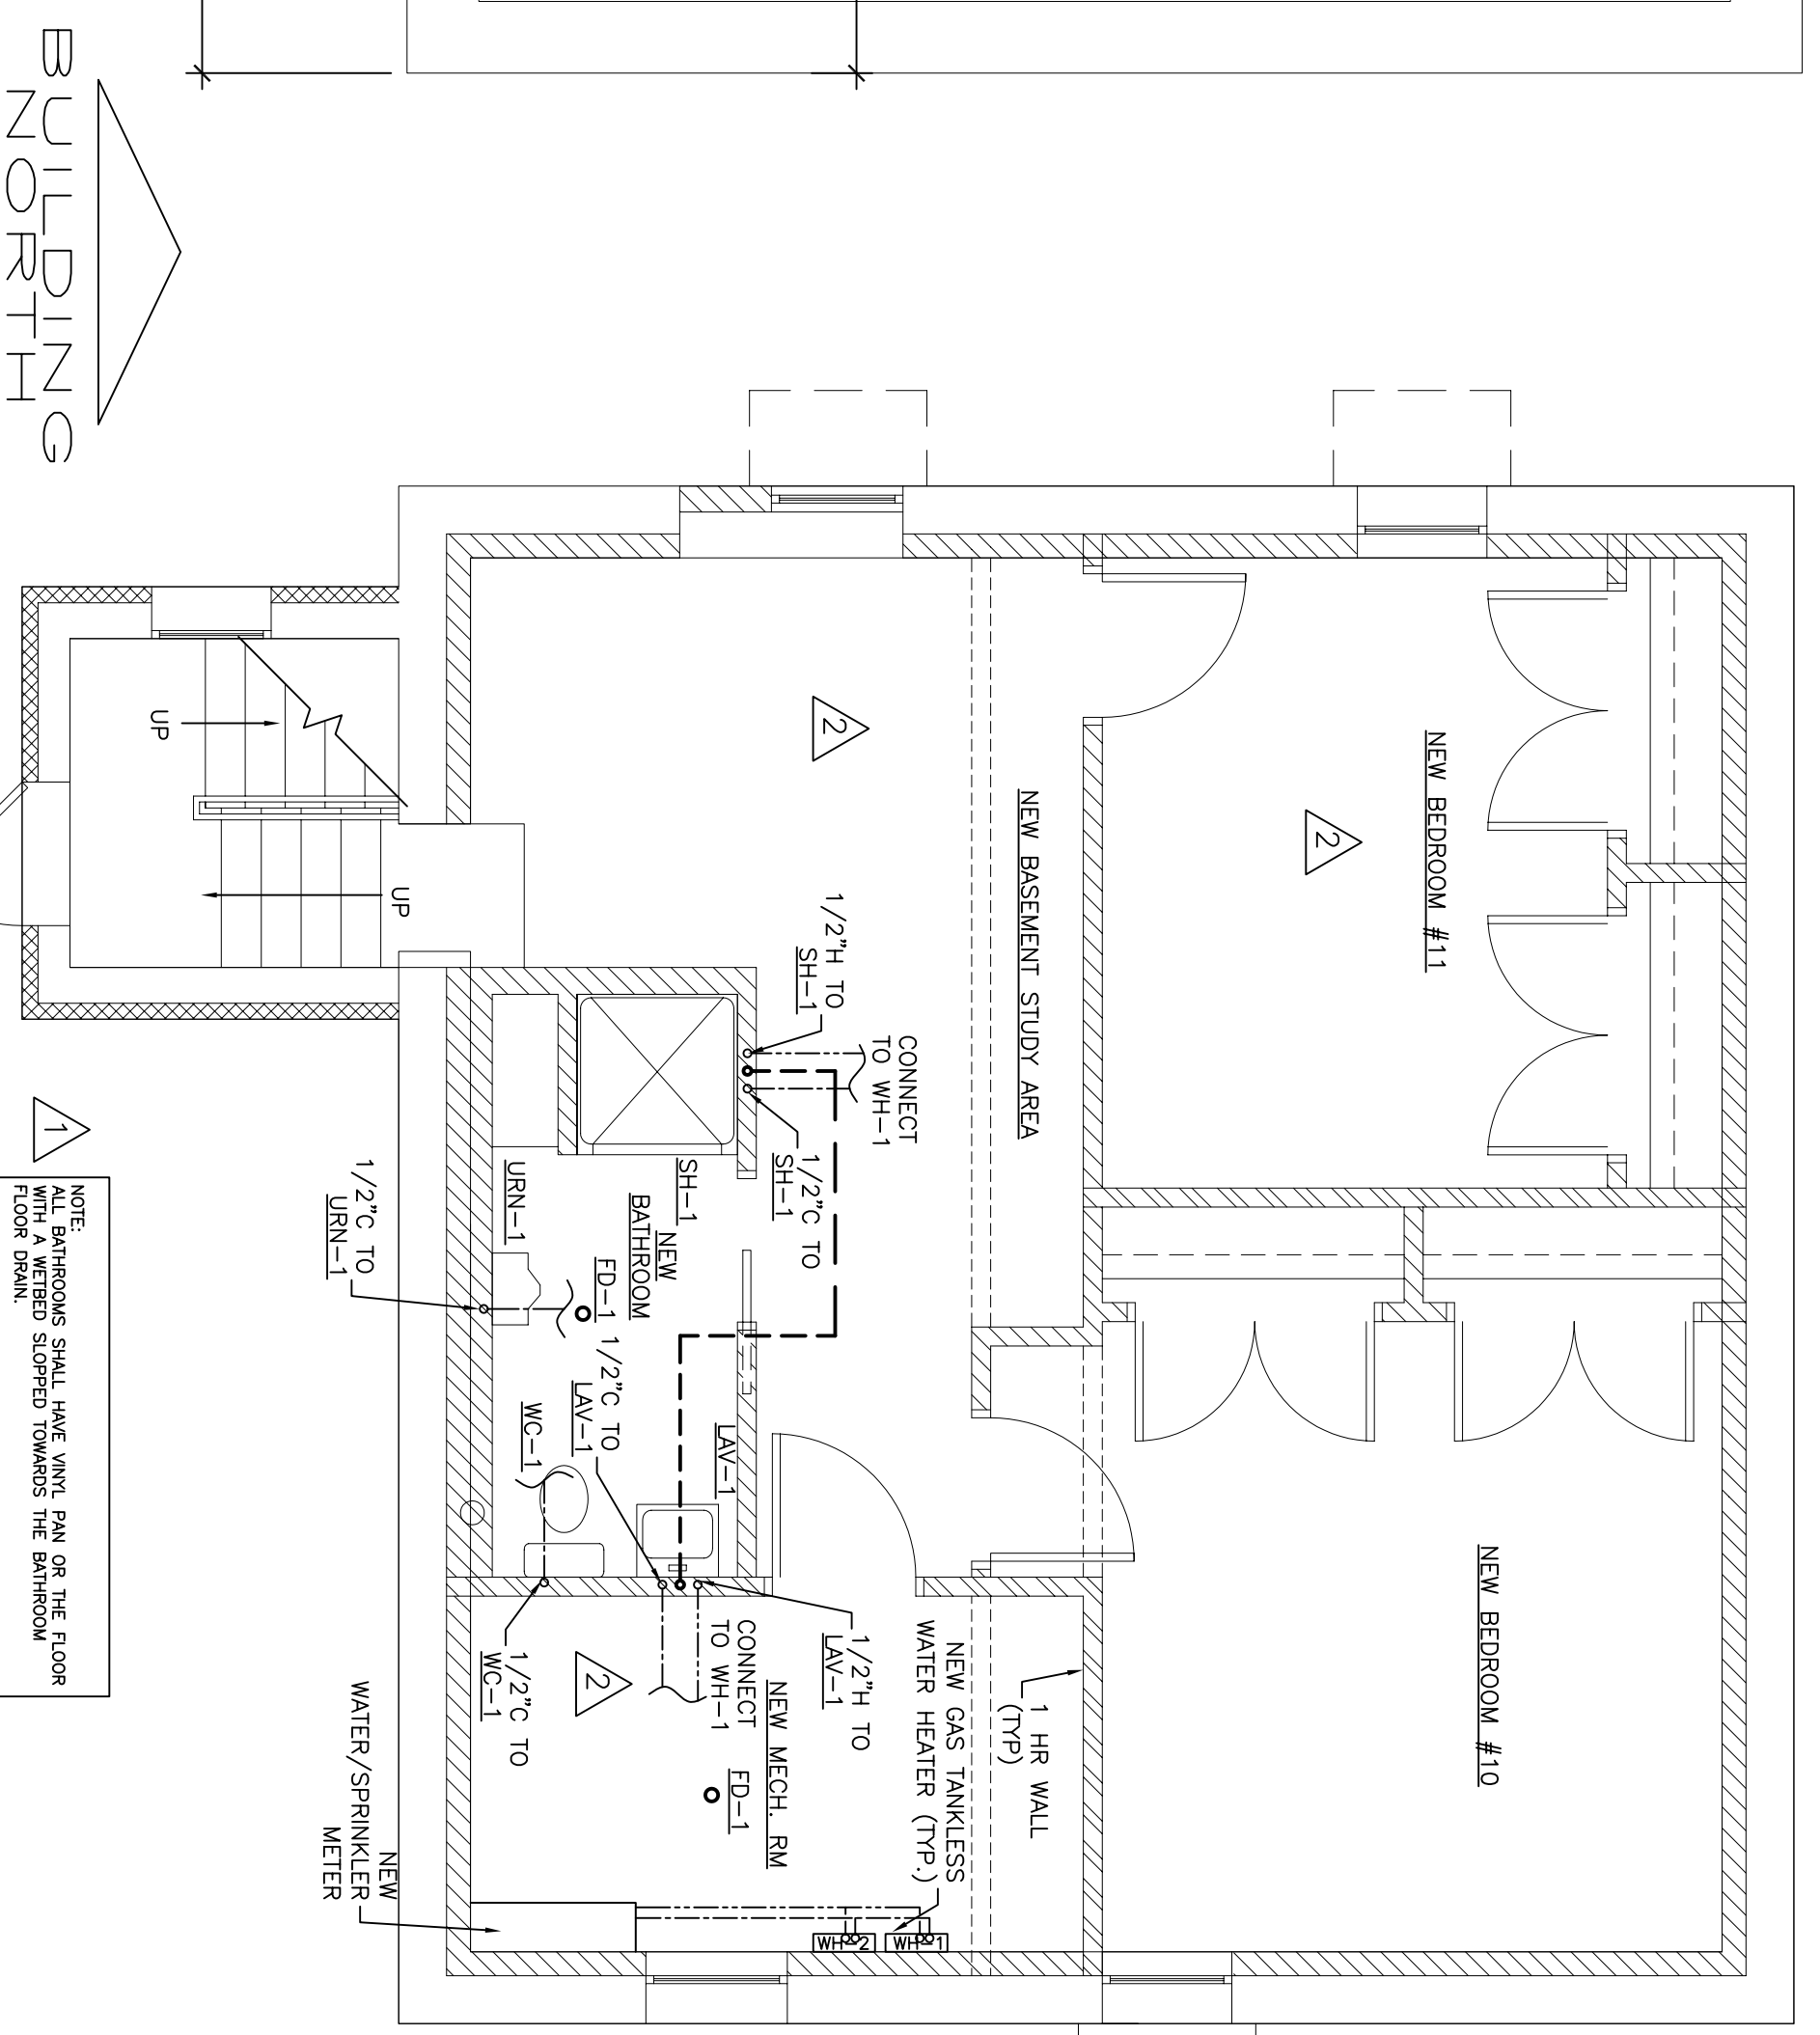 BUILDING
NORTH
UP
UP
2
NEW BEDROOM #11
2
NEW BASEMENT STUDY AREA
1/2"H TO
SH-1
CONNECT
TO WH-1
1/2"C TO
SH-1
SH-1
NEW
BATHROOM
URN-1
FD-1
1/2"C TO
URN-1
1/2"C TO
LAV-1
WC-1
LAV-1
1
NOTE:
ALL BATHROOMS SHALL HAVE VINYL PAN OR THE FLOOR
WITH A WETBED SLOPPED TOWARDS THE BATHROOM
FLOOR DRAIN.
NEW BEDROOM #10
1 HR WALL
(TYP)
NEW GAS TANKLESS
WATER HEATER (TYP.)
1/2"H TO
LAV-1
NEW MECH. RM
CONNECT
TO WH-1
FD-1
2
1/2"C TO
WC-1
NEW
WATER/SPRINKLER
METER
WH-1
WH-2